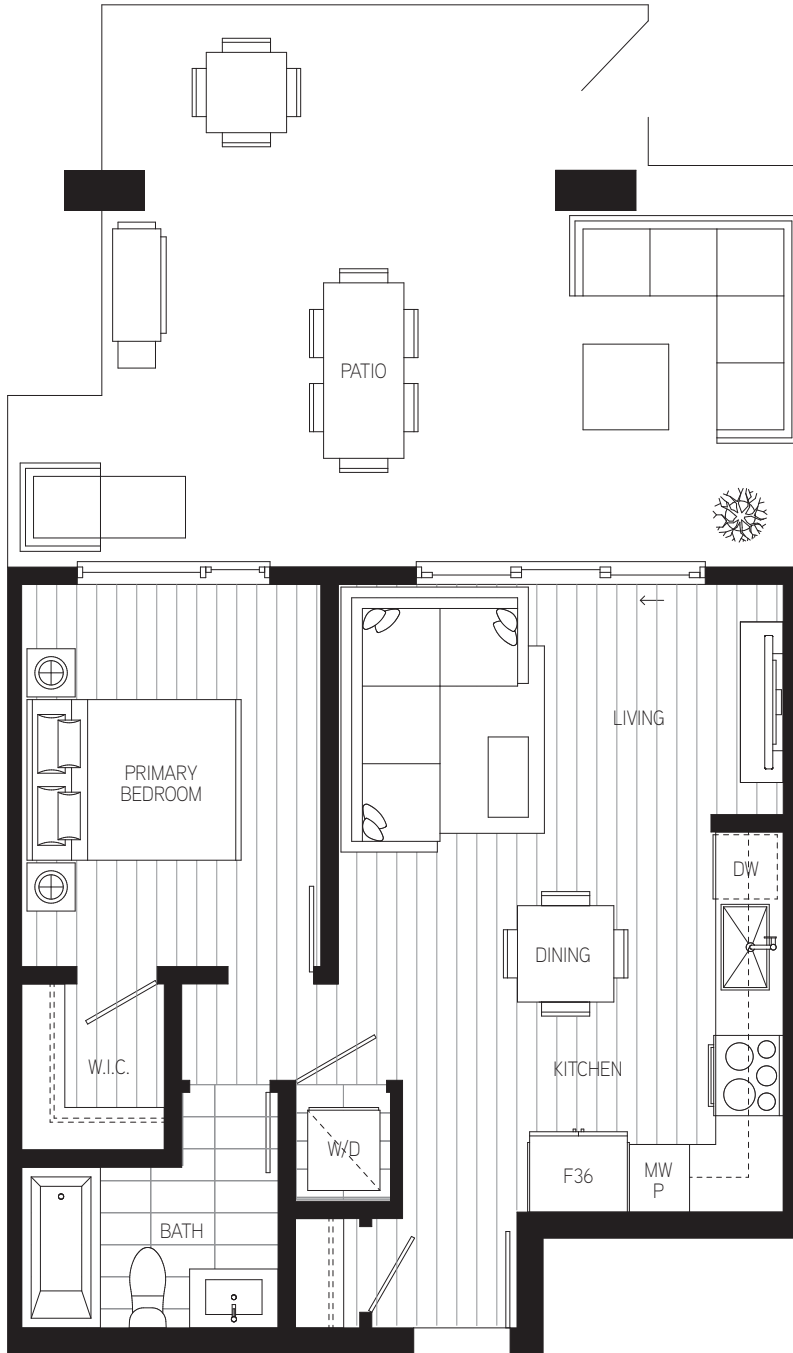 PATIO
LIVING
PRIMARY
BEDROOM
DW
DINING
W.I.C.
KITCHEN
W/D
F36
MW
P
BATH